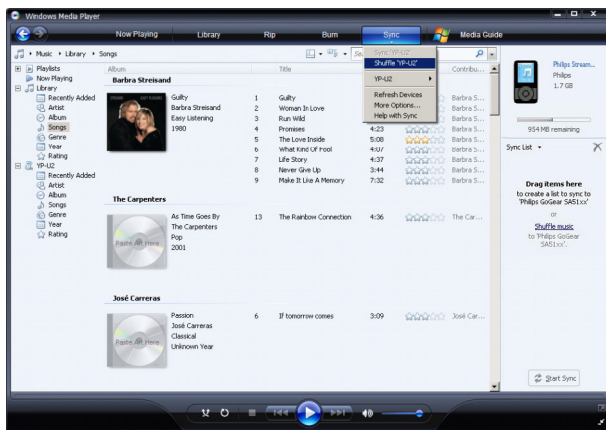 Windows Media Player
Now Playing Library Rip Burn Sync Media Guide
Music Library Songs
Sync 'YP-U2'
Shuffle 'YP-U2'
YP-U2
Refresh Devices
More Options...
Help with Sync
Playlists
Now Playing
Library
Recently Added
Artist
Album
Songs
Genre
Year
Rating
YP-U2
Recently Added
Artist
Album
Songs
Genre
Year
Rating
Album Title Contribu...
Barbra Streisand
Guilty
Barbra Streisand
Easy Listening
1980
1 Guilty Barbra S...
2 Woman In Love Barbra S...
3 Run Wild Barbra S...
4 Promises 4:23 Barbra S...
5 The Love Inside 5:08 Barbra S...
6 What Kind Of Fool 4:07 Barbra S...
7 Life Story 4:37 Barbra S...
8 Never Give Up 3:44 Barbra S...
9 Make It Like A Memory 7:32 Barbra S...
The Carpenters
Paste Art Here
As Time Goes By
The Carpenters
Pop
2001
13 The Rainbow Connection 4:36 The Car...
José Carreras
Paste Art Here
Passion
José Carreras
Classical
Unknown Year
6 If tomorrow comes 3:09 José Car...
Philips Stream...
Philips
1.7 GB
954 MB remaining
Sync List
Drag items here
to create a list to sync to
'Philips GoGear SA51xx'
or
Shuffle music
to 'Philips GoGear
SA51xx'.
Start Sync